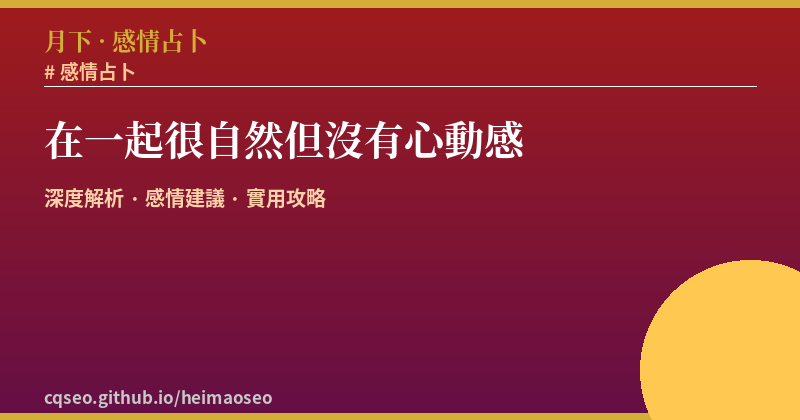 月下 · 感情占卜
# 感情占卜
在一起很自然但沒有心動感
深度解析 · 感情建議 · 實用攻略
cqseo.github.io/heimaoseo